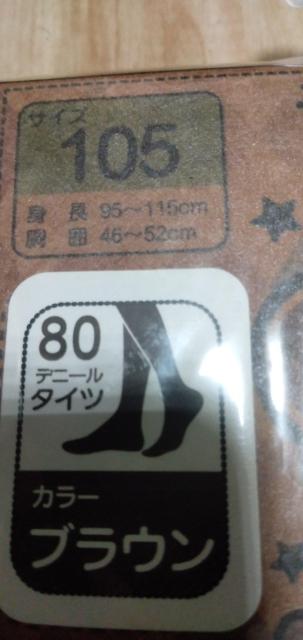 サイズ
105
身長 95～115cm
胴囲 46～52cm
80
デニール
タイツ
カラー
ブラウン